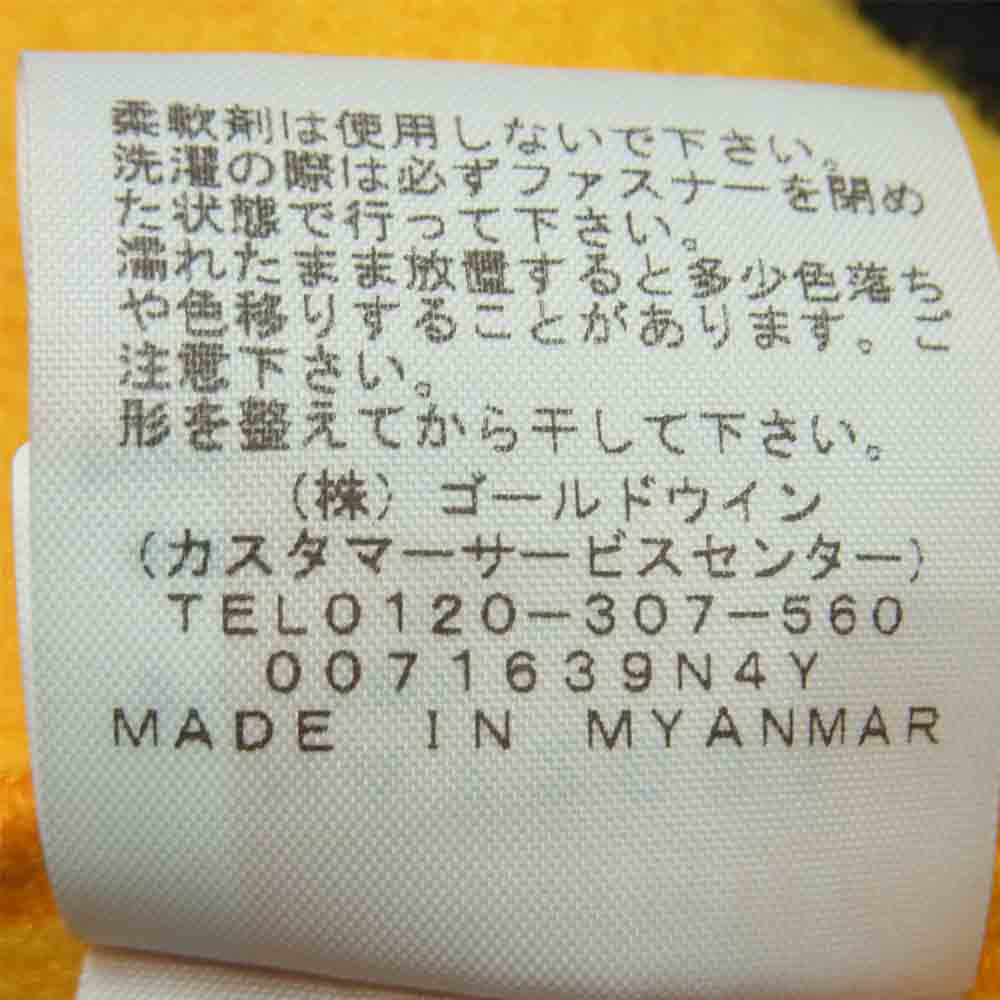 柔軟剤は使用しないで下さい。
洗濯の際は必ずファスナーを閉め
た状態で行って下さい。
濡れたまま放置すると多少色落ち
や色移りすることがあります。ご
注意下さい。
形を整えてから干して下さい。
(株)ゴールドウイン
(カスタマーサービスセンター)
TEL0120-307-560
0071639N4Y
MADE IN MYANMAR